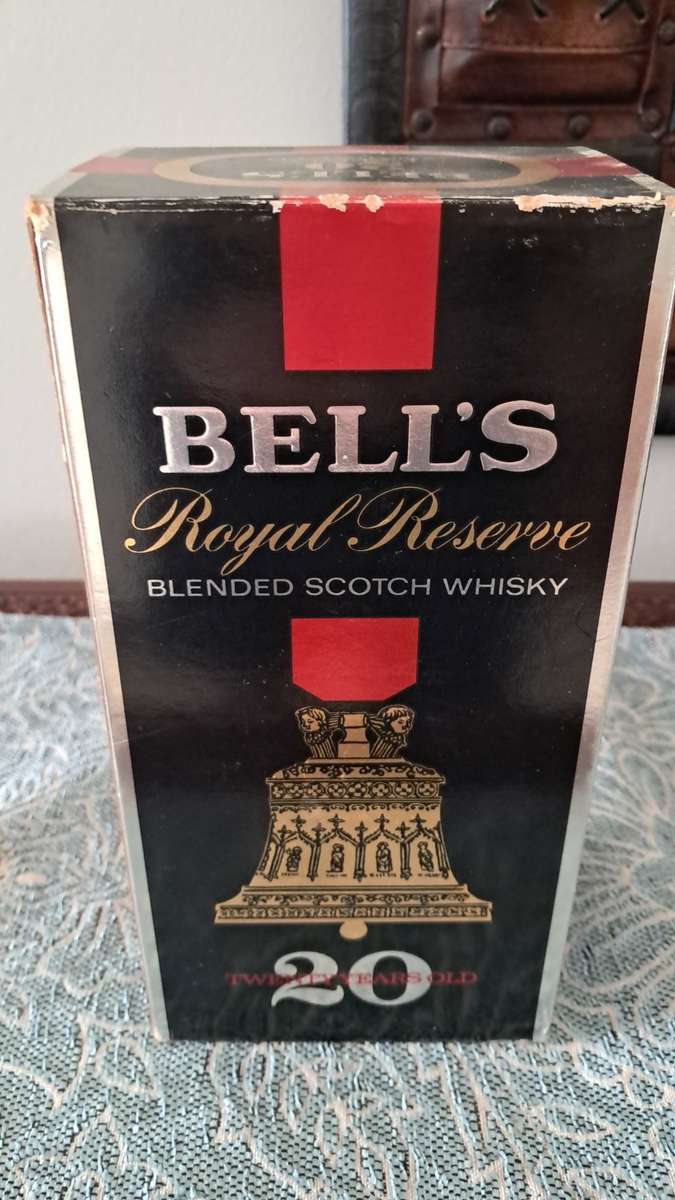 BELL'S
Royal Reserve
BLENDED SCOTCH WHISKY
20
TWENTY YEARS OLD